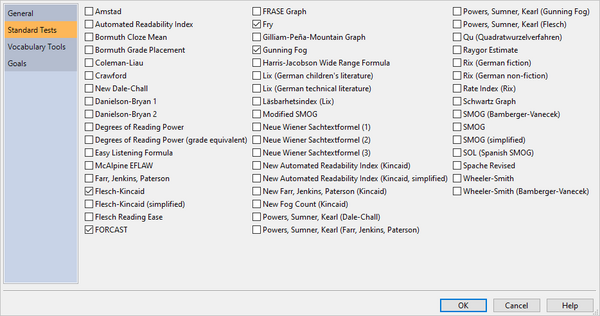 General
Standard Tests
Vocabulary Tools
Goals
Amstad
Automated Readability Index
Bormuth Cloze Mean
Bormuth Grade Placement
Coleman-Liau
Crawford
New Dale-Chall
Danielson-Bryan 1
Danielson-Bryan 2
Degrees of Reading Power
Degrees of Reading Power (grade equivalent)
Easy Listening Formula
McAlpine EFLAW
Farr, Jenkins, Paterson
Flesch-Kincaid
Flesch-Kincaid (simplified)
Flesch Reading Ease
FORCAST
FRASE Graph
Fry
Gilliam-Peña-Mountain Graph
Gunning Fog
Harris-Jacobson Wide Range Formula
Lix (German children's literature)
Lix (German technical literature)
Läsbarhetsindex (Lix)
Modified SMOG
Neue Wiener Sachtextformel (1)
Neue Wiener Sachtextformel (2)
Neue Wiener Sachtextformel (3)
New Automated Readability Index (Kincaid)
New Automated Readability Index (Kincaid, simplified)
New Farr, Jenkins, Paterson (Kincaid)
New Fog Count (Kincaid)
Powers, Sumner, Kearl (Dale-Chall)
Powers, Sumner, Kearl (Farr, Jenkins, Paterson)
Powers, Sumner, Kearl (Gunning Fog)
Powers, Sumner, Kearl (Flesch)
Qu (Quadratwurzelverfahren)
Raygor Estimate
Rix (German fiction)
Rix (German non-fiction)
Rate Index (Rix)
Schwartz Graph
SMOG (Bamberger-Vanecek)
SMOG
SMOG (simplified)
SOL (Spanish SMOG)
Spache Revised
Wheeler-Smith
Wheeler-Smith (Bamberger-Vanecek)
OK
Cancel
Help